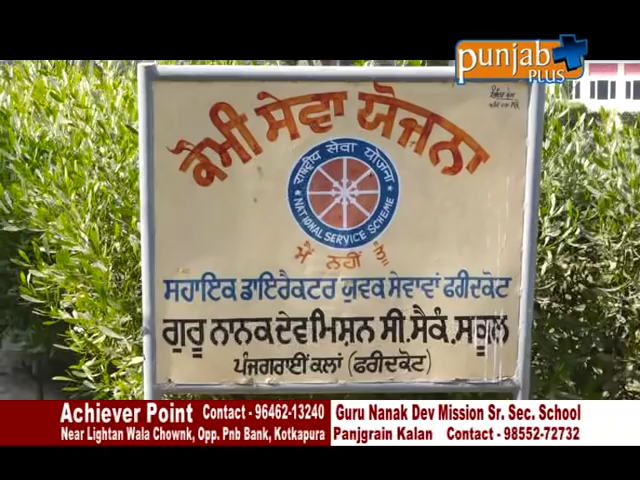 punjab
PLUS
ਕੌਮੀ ਸੇਵਾ ਯੋਜਨਾ
राष्ट्रीय सेवा योजना
NATIONAL SERVICE SCHEME
ਮੈਂ ਨਹੀਂ ਤੂੰ॥
ਸਹਾਇਕ ਡਾਇਰੈਕਟਰ ਯੁਵਕ ਸੇਵਾਵਾਂ ਫਰੀਦਕੋਟ
ਗੁਰੂ ਨਾਨਕ ਦੇਵ ਮਿਸ਼ਨ ਸੀ.ਸੈਕੰ.ਸਕੂਲ
ਪੰਜਗਰਾਈਂ ਕਲਾਂ (ਫਰੀਦਕੋਟ)
Achiever Point Contact - 96462-13240
Near Lightan Wala Chownk, Opp. Pnb Bank, Kotkapura
Guru Nanak Dev Mission Sr. Sec. School
Panjgrain Kalan Contact - 98552-72732